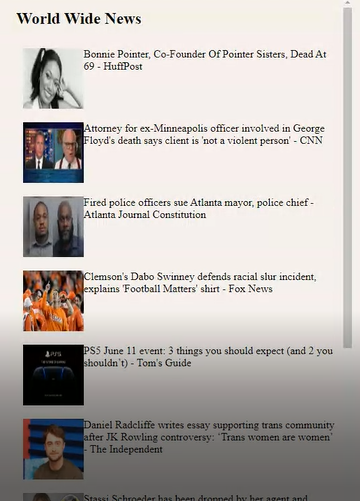 World Wide News
Bonnie Pointer, Co-Founder Of Pointer Sisters, Dead At
69 - HuffPost
Attorney for ex-Minneapolis officer involved in George
Floyd's death says client is 'not a violent person' - CNN
Fired police officers sue Atlanta mayor, police chief -
Atlanta Journal Constitution
Clemson's Dabo Swinney defends racial slur incident,
explains 'Football Matters' shirt - Fox News
PS5 June 11 event: 3 things you should expect (and 2 you
shouldn't) - Tom's Guide
PS5
Daniel Radcliffe writes essay supporting trans community
after JK Rowling controversy: 'Trans women are women'
- The Independent
Stassi Schroeder has been dropped by her agent and